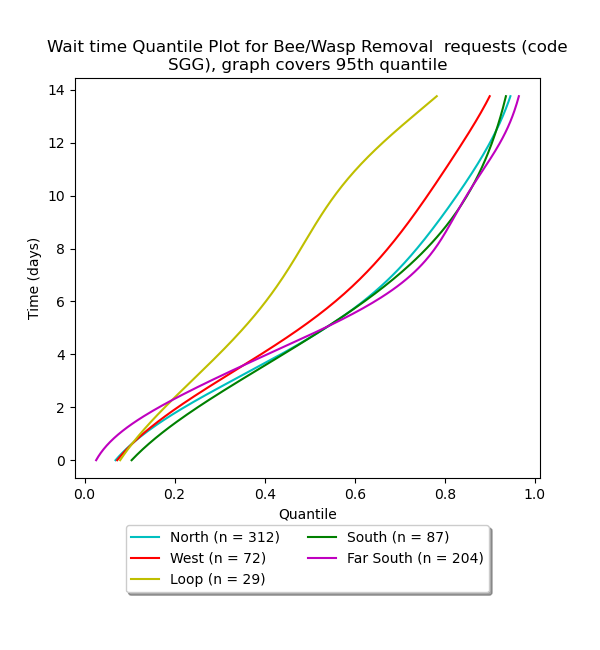 Wait time Quantile Plot for Bee/Wasp Removal  requests (code
SGG), graph covers 95th quantile
14
12
10
8
6
4
2
0
Time (days)
0.0 0.2 0.4 0.6 0.8 1.0
Quantile
North (n = 312) South (n = 87)
West (n = 72) Far South (n = 204)
Loop (n = 29)